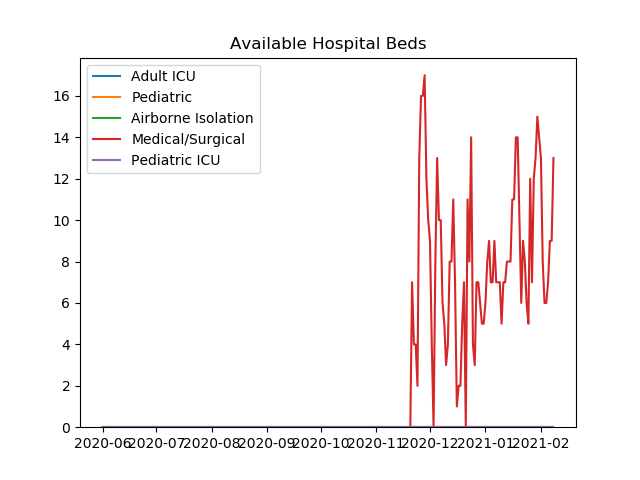 Available Hospital Beds
Adult ICU
Pediatric
Airborne Isolation
Medical/Surgical
Pediatric ICU
16
14
12
10
8
6
4
2
0
2020-06 2020-07 2020-08 2020-09 2020-10 2020-11 2020-12 2021-01 2021-02